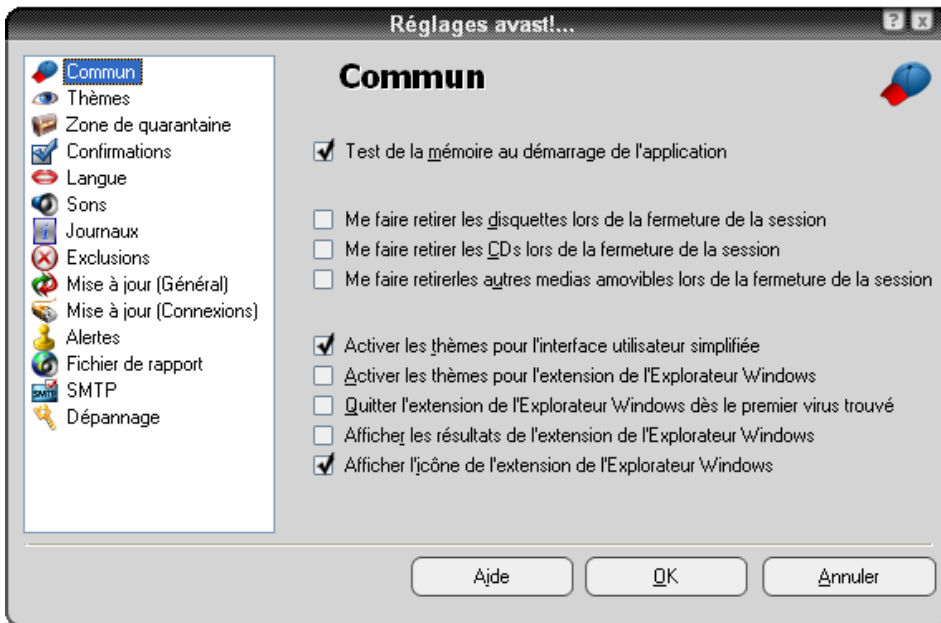 Réglages avast!...
? x
Commun
Thèmes
Zone de quarantaine
Confirmations
Langue
Sons
Journaux
Exclusions
Mise à jour (Général)
Mise à jour (Connexions)
Alertes
Fichier de rapport
SMTP
SMTP
Dépannage
Commun
Test de la mémoire au démarrage de l'application
Me faire retirer les disquettes lors de la fermeture de la session
Me faire retirer les CDs lors de la fermeture de la session
Me faire retirerles autres medias amovibles lors de la fermeture de la session
Activer les thèmes pour l'interface utilisateur simplifiée
Activer les thèmes pour l'extension de l'Explorateur Windows
Quitter l'extension de l'Explorateur Windows dès le premier virus trouvé
Afficher les résultats de l'extension de l'Explorateur Windows
Afficher l'icône de l'extension de l'Explorateur Windows
Aide
OK
Annuler